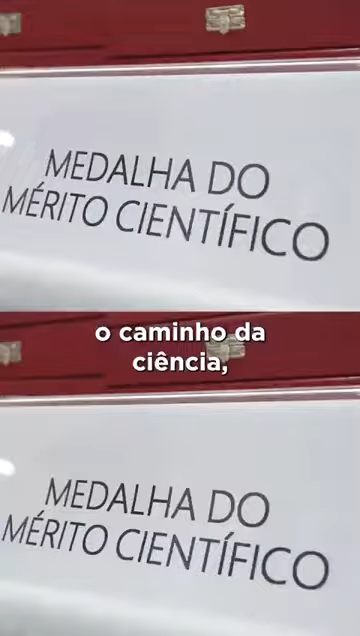 MEDALHA DO
MÉRITO CIENTÍFICO
o caminho da
ciência,
MEDALHA DO
MÉRITO CIENTÍFICO